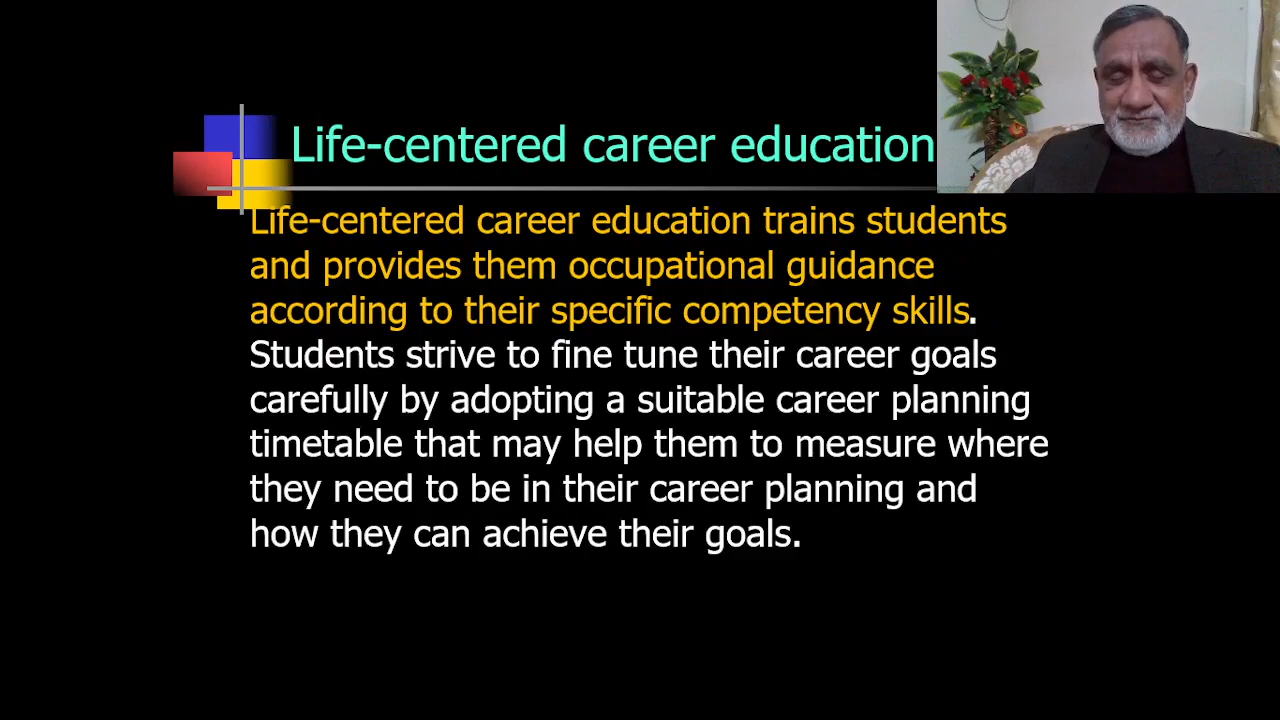 Life-centered career education
Life-centered career education trains students
and provides them occupational guidance
according to their specific competency skills.
Students strive to fine tune their career goals
carefully by adopting a suitable career planning
timetable that may help them to measure where
they need to be in their career planning and
how they can achieve their goals.